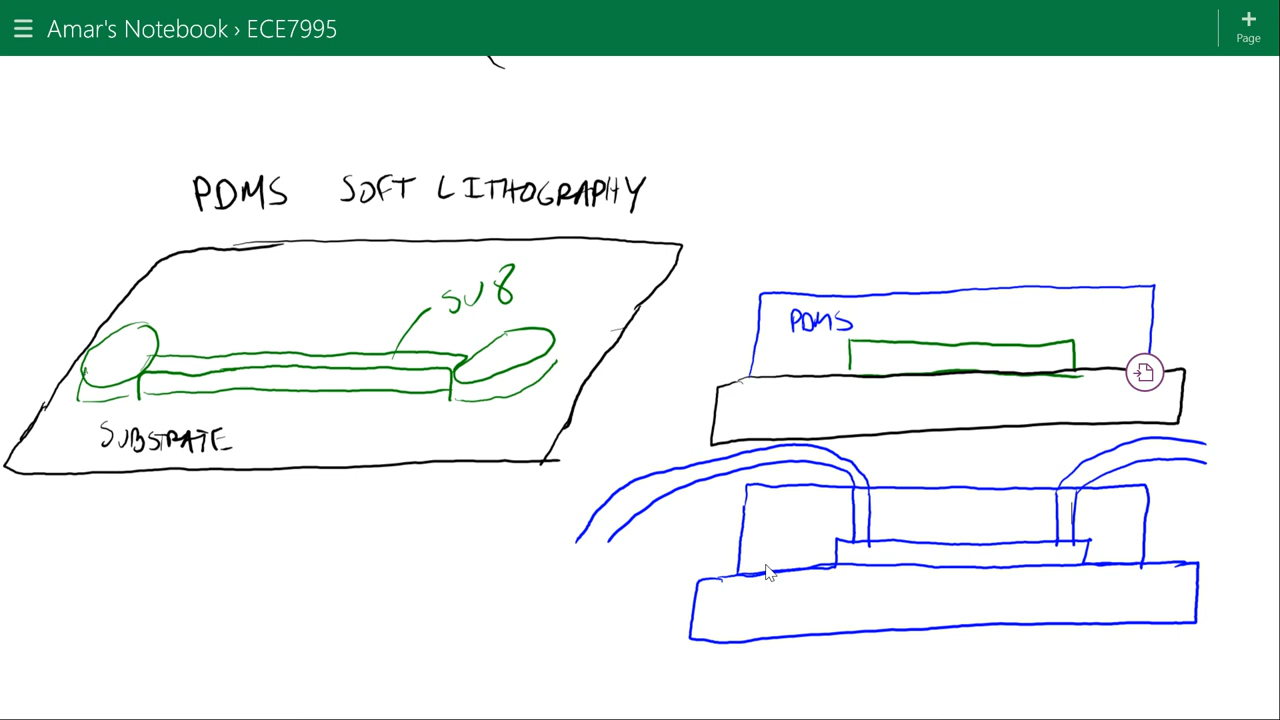 Amar's Notebook › ECE7995
Page
PDMS SOFT LITHOGRAPHY
SU8
PDMS
SUBSTRATE